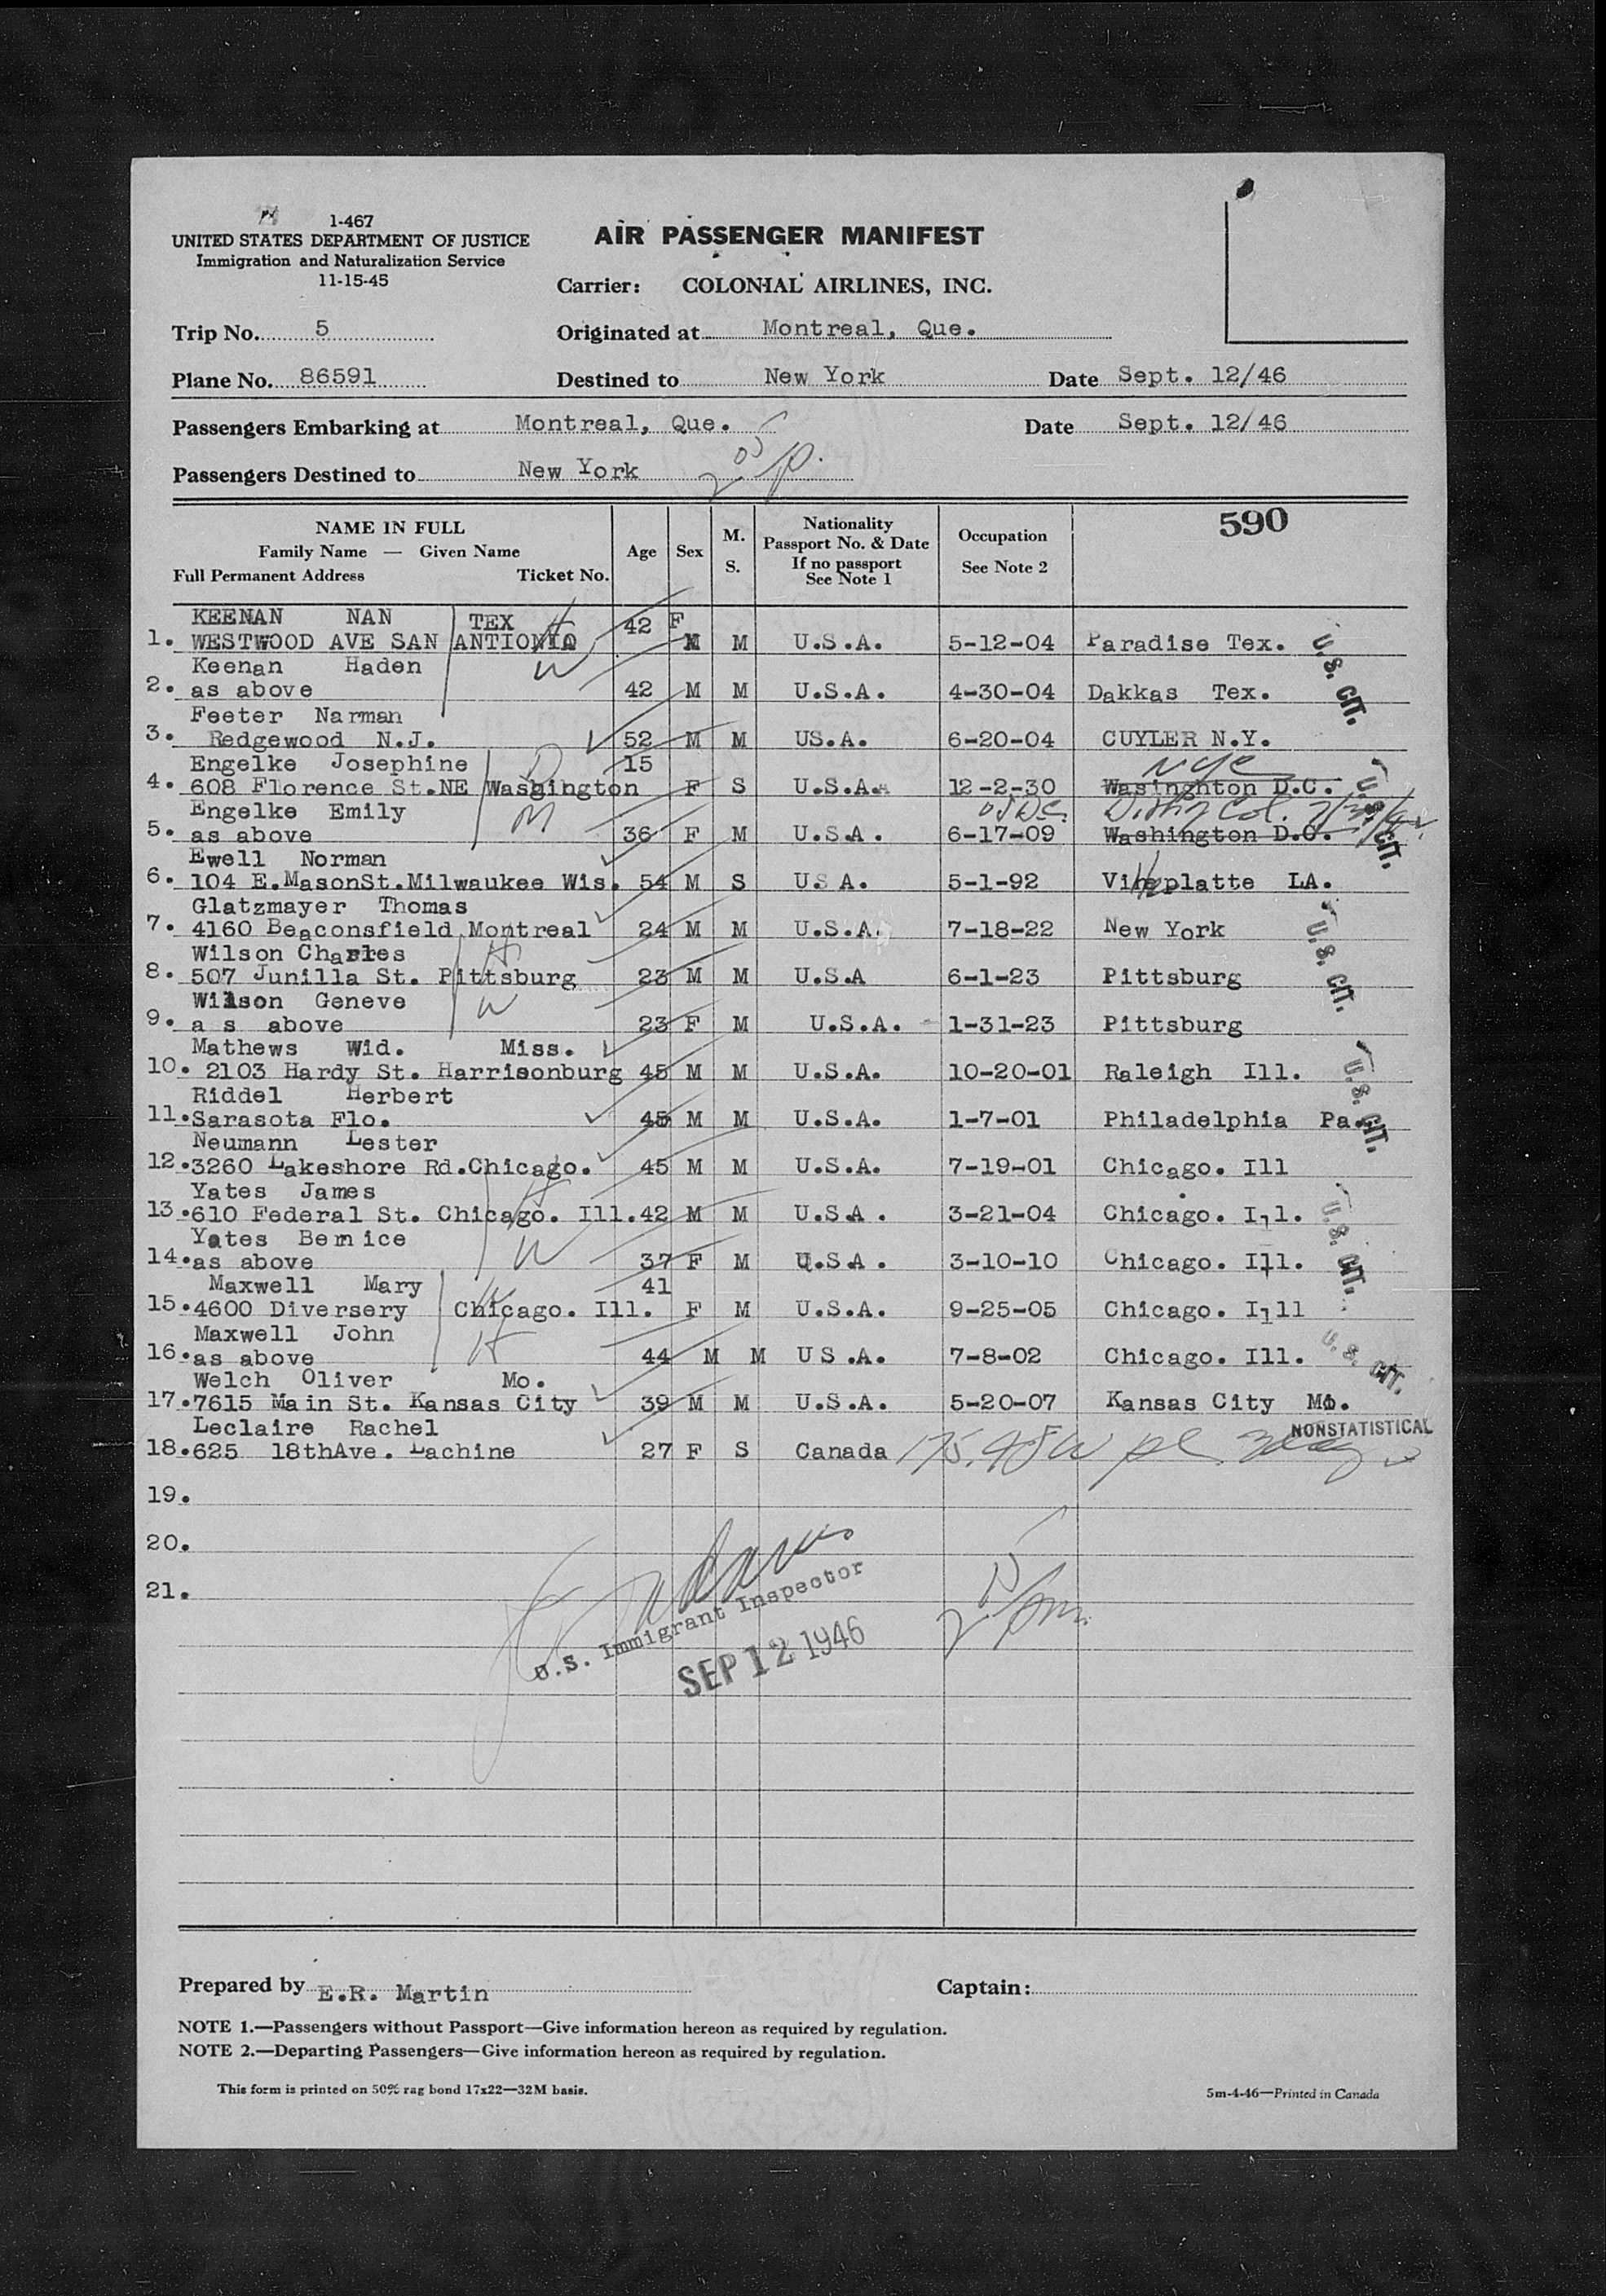 1-467
UNITED STATES DEPARTMENT OF JUSTICE
Immigration and Naturalization Service
11-15-45
AIR PASSENGER MANIFEST
Carrier: COLONIAL AIRLINES, INC.
Trip No. 5 Originated at Montreal, Que.
Plane No. 86591 Destined to New York Date Sept. 12/46
Passengers Embarking at Montreal, Que. Date Sept. 12/46
Passengers Destined to New York 2 05 p.
NAME IN FULL
Family Name — Given Name
Full Permanent Address Ticket No.
Age Sex M. S.
Nationality
Passport No. & Date
If no passport
See Note 1
Occupation
See Note 2
590
KEENAN NAN TEX H 42 F
1. WESTWOOD AVE SAN ANTIONIO M M U.S.A. 5-12-04 Paradise Tex. U.S. CIT.
Keenan Haden W
2. as above 42 M M U.S.A. 4-30-04 Dakkas Tex.
Feeter Narman
3. Redgewood N.J. 52 M M US.A. 6-20-04 CUYLER N.Y.
Engelke Josephine D 15 NYC
4. 608 Florence St.NE Washington F S U.S.A. 12-2-30 Wasinghton D.C. U.S. CIT.
Engelke Emily M
5. as above 36 F M U.S.A. 6-17-09 Washington D.C.
Ewell Norman
6. 104 E.MasonSt.Milwaukee Wis. 54 M S U.S A. 5-1-92 Villeplatte LA.
Glatzmayer Thomas
7. 4160 Beaconsfield Montreal 24 M M U.S.A. 7-18-22 New York U.S. CIT.
Wilson Charles H
8. 507 Junilla St. Pittsburg 23 M M U.S.A 6-1-23 Pittsburg
Wilson Geneve W
9. a s above 23 F M U.S.A. 1-31-23 Pittsburg
Mathews Wid. Miss.
10. 2103 Hardy St. Harrisonburg 45 M M U.S.A. 10-20-01 Raleigh Ill. U.S. CIT.
Riddel Herbert
11. Sarasota Flo. 45 M M U.S.A. 1-7-01 Philadelphia Pa.
Neumann Lester
12. 3260 Lakeshore Rd.Chicago. 45 M M U.S.A. 7-19-01 Chicago. Ill
Yates James H
13. 610 Federal St. Chicago. Ill. 42 M M U.S.A. 3-21-04 Chicago. Ill. U.S. CIT.
Yates Bernice W
14. as above 37 F M U.S.A. 3-10-10 Chicago. Ill.
Maxwell Mary W 41
15. 4600 Diversery Chicago. Ill. F M U.S.A. 9-25-05 Chicago. Illl
Maxwell John H
16. as above 44 M M US.A. 7-8-02 Chicago. Ill. U.S. CIT.
Welch Oliver Mo.
17. 7615 Main St. Kansas City 39 M M U.S.A. 5-20-07 Kansas City Mo.
Leclaire Rachel NONSTATISTICAL
18. 625 18thAve. Lachine 27 F S Canada
19.
20.
21.
U.S. Immigrant Inspector
SEP 12 1946
Prepared by E.R. Martin Captain:
NOTE 1.—Passengers without Passport—Give information hereon as required by regulation.
NOTE 2.—Departing Passengers—Give information hereon as required by regulation.
This form is printed on 50% rag bond 17x22—32M basis. 5m-4-46—Printed in Canada